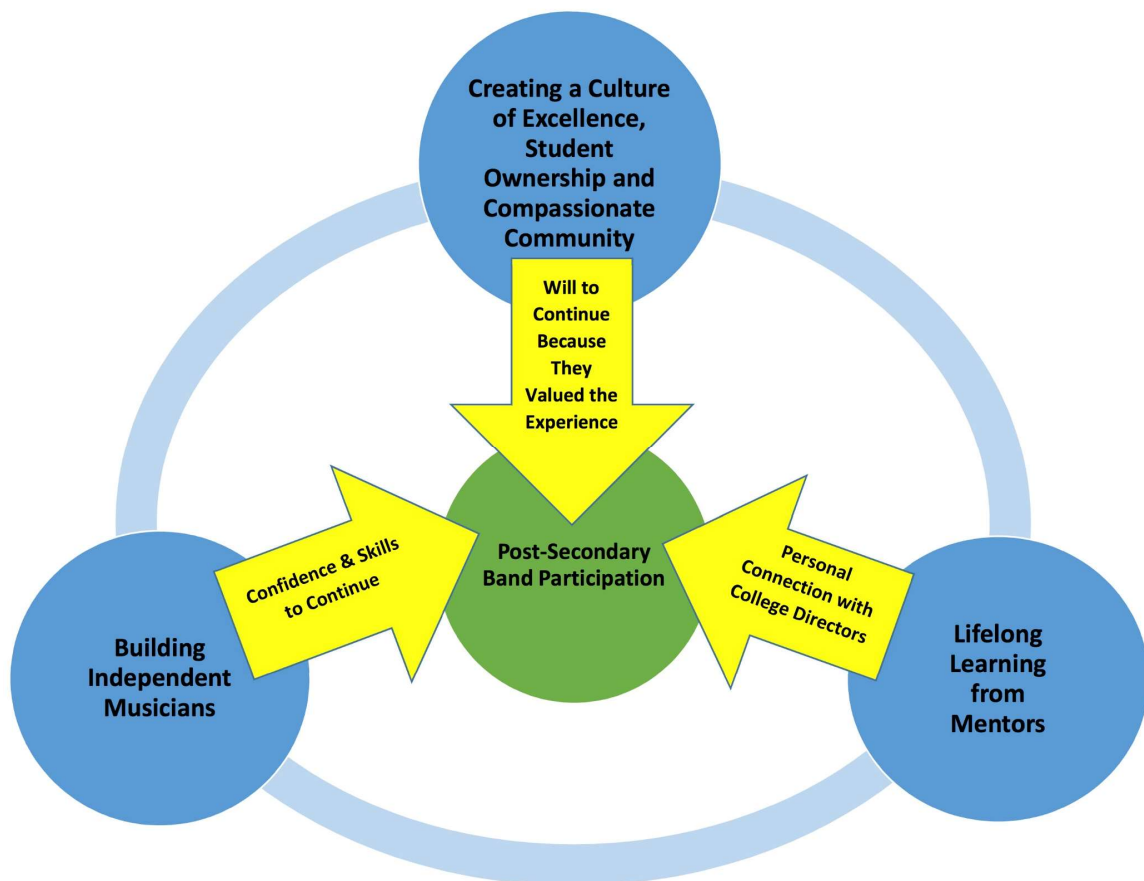 Creating a Culture
of Excellence,
Student
Ownership and
Compassionate
Community
Will to
Continue
Because
They
Valued the
Experience
Confidence & Skills
to Continue
Post-Secondary
Band Participation
Personal
Connection with
College Directors
Building
Independent
Musicians
Lifelong
Learning
from
Mentors